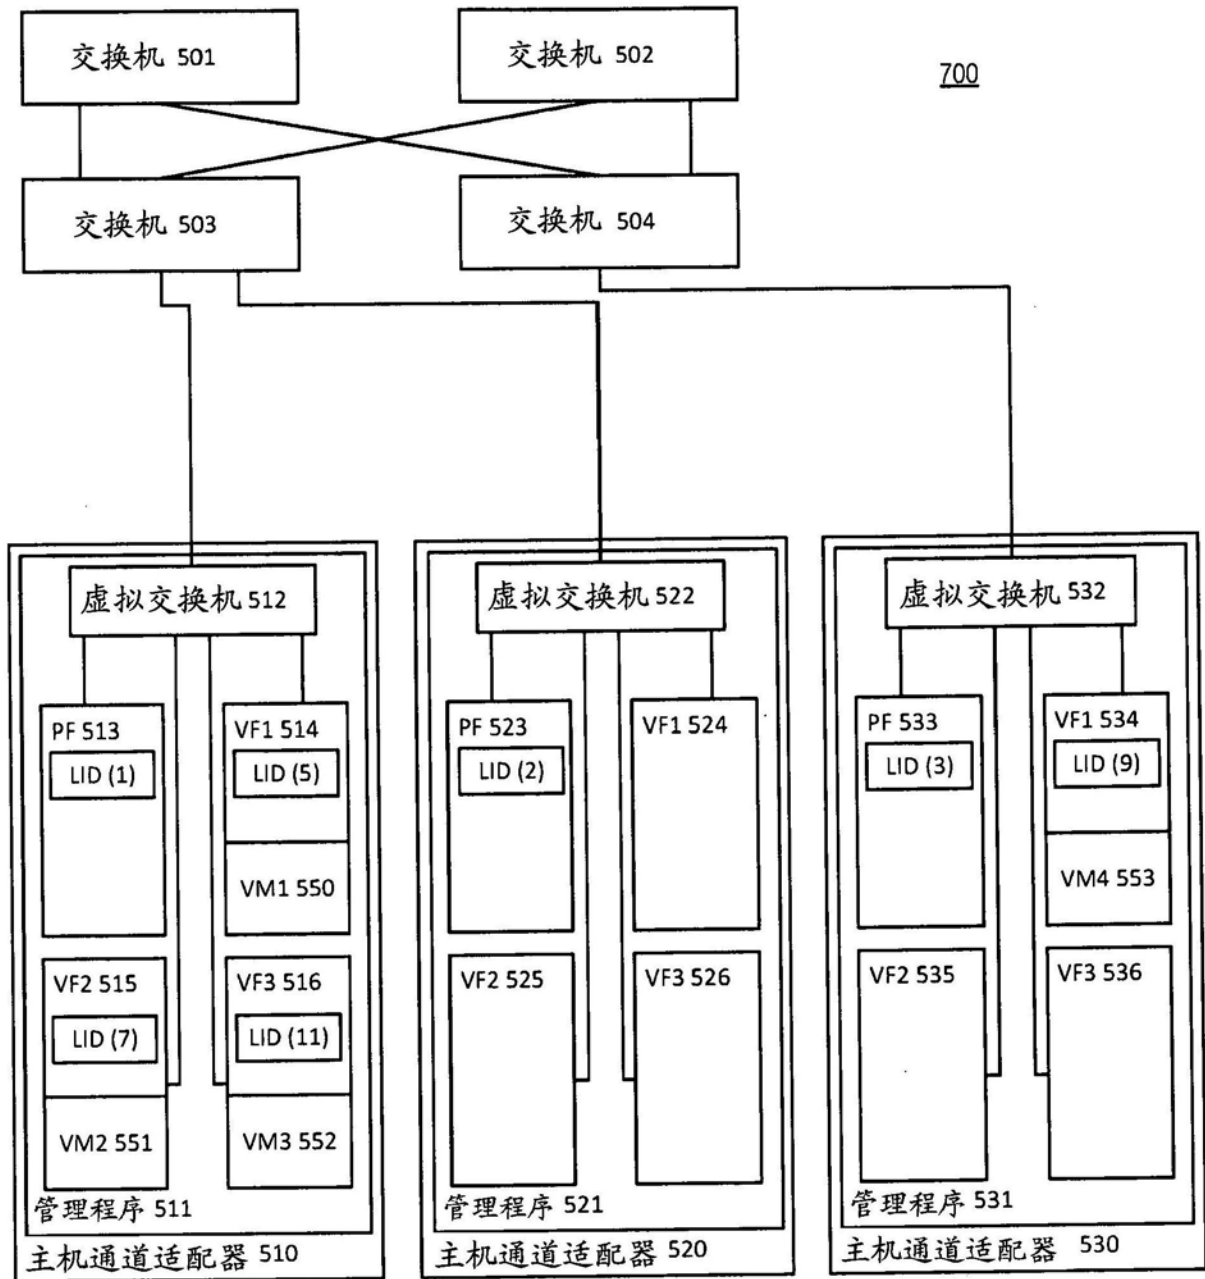 交换机 501
交换机 502
700
交换机 503
交换机 504
虚拟交换机 512
PF 513
LID (1)
VF1 514
LID (5)
VM1 550
VF2 515
LID (7)
VM2 551
VF3 516
LID (11)
VM3 552
管理程序 511
主机通道适配器 510
虚拟交换机 522
PF 523
LID (2)
VF1 524
VF2 525
VF3 526
管理程序 521
主机通道适配器 520
虚拟交换机 532
PF 533
LID (3)
VF1 534
LID (9)
VM4 553
VF2 535
VF3 536
管理程序 531
主机通道适配器 530